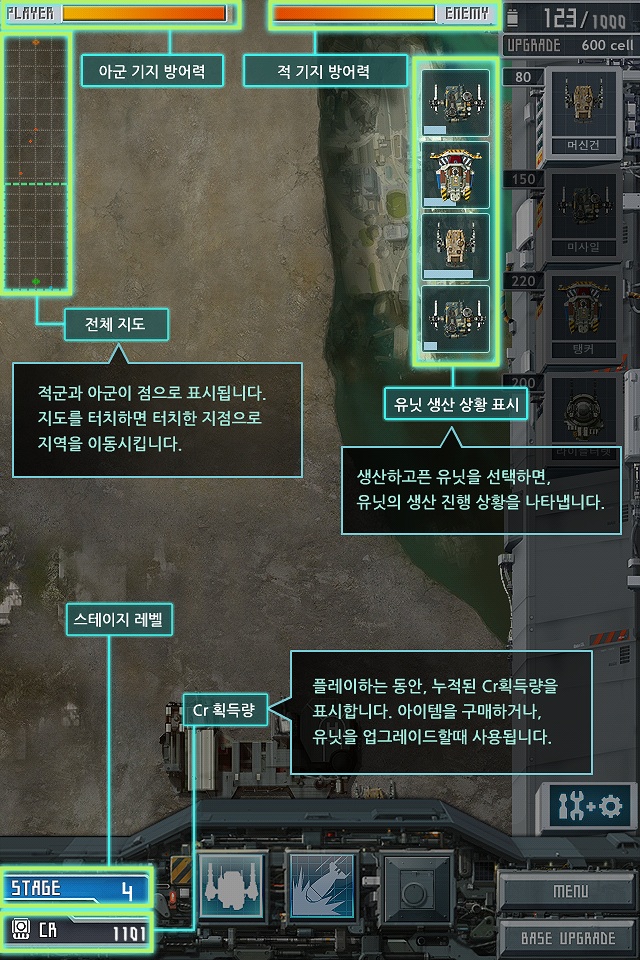 PLAYER
ENEMY
123/1000
UPGRADE 600 cell
아군 기지 방어력
적 기지 방어력
80
머신건
150
미사일
220
탱커
200
전체 지도
적군과 아군이 점으로 표시됩니다.
지도를 터치하면 터치한 지점으로
지역을 이동시킵니다.
유닛 생산 상황 표시
생산하고픈 유닛을 선택하면,
유닛의 생산 진행 상황을 나타냅니다.
스테이지 레벨
Cr 획득량
플레이하는 동안, 누적된 Cr획득량을
표시합니다. 아이템을 구매하거나,
유닛을 업그레이드할때 사용됩니다.
STAGE 4
CR 1101
MENU
BASE UPGRADE